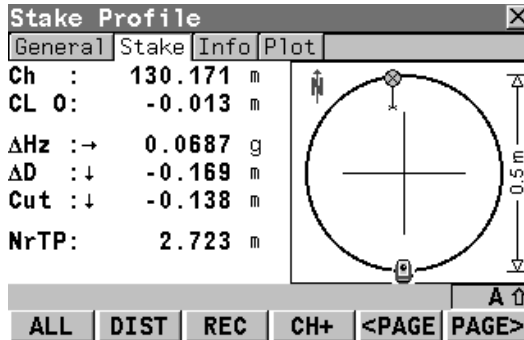 Stake Profile X
General Stake Info Plot
Ch : 130.171 m
CL O: -0.013 m
ΔHz :→ 0.0687 g
ΔD :↓ -0.169 m
Cut :↓ -0.138 m
NrTP: 2.723 m
N
0.5 m
A ⇧
ALL DIST REC CH+ <PAGE PAGE>